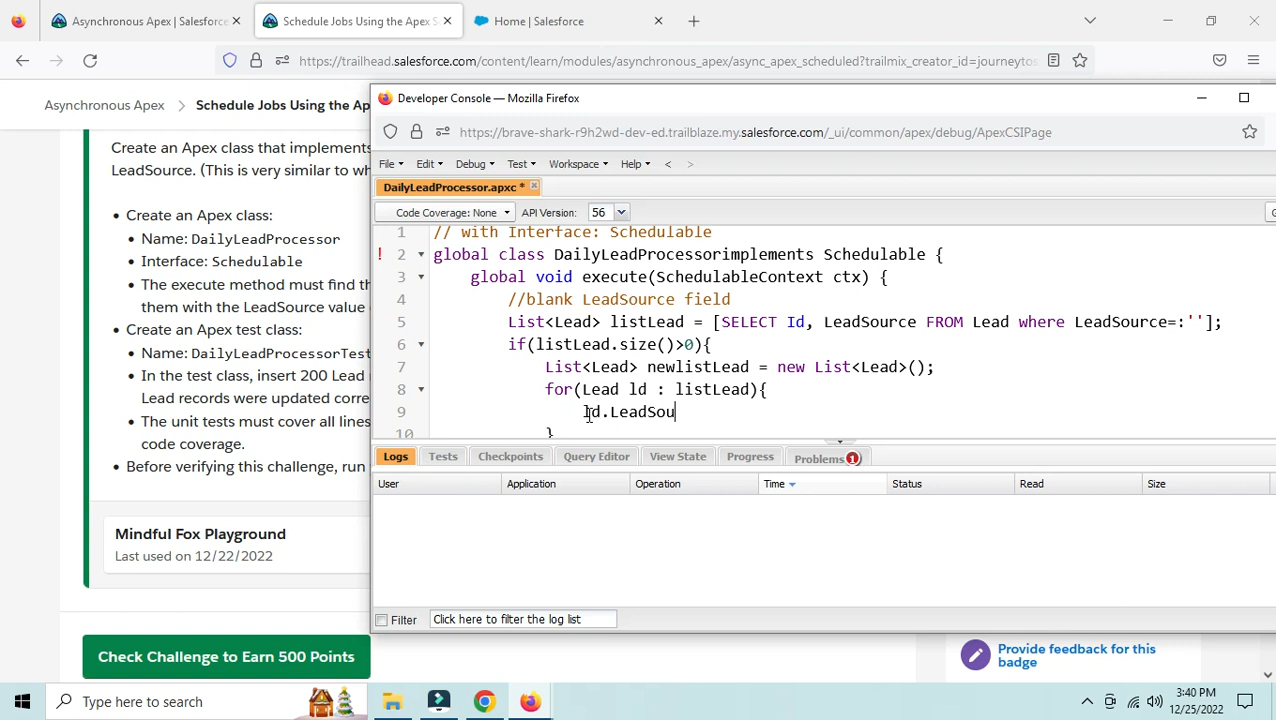 Asynchronous Apex | Salesforce
Schedule Jobs Using the Apex S
Home | Salesforce
https://trailhead.salesforce.com/content/learn/modules/asynchronous_apex/async_apex_scheduled?trailmix_creator_id=journeytos
Asynchronous Apex
Schedule Jobs Using the Ap
Create an Apex class that implements
LeadSource. (This is very similar to wh
Create an Apex class:
Name: DailyLeadProcessor
Interface: Schedulable
The execute method must find th
them with the LeadSource value
Create an Apex test class:
Name: DailyLeadProcessorTest
In the test class, insert 200 Lead
Lead records were updated corre
The unit tests must cover all lines
code coverage.
Before verifying this challenge, run
Mindful Fox Playground
Last used on 12/22/2022
Check Challenge to Earn 500 Points
Developer Console — Mozilla Firefox
https://brave-shark-r9h2wd-dev-ed.trailblaze.my.salesforce.com/_ui/common/apex/debug/ApexCSIPage
File Edit Debug Test Workspace Help < >
DailyLeadProcessor.apxc *
Code Coverage: None API Version: 56
1 // with Interface: Schedulable
! 2 global class DailyLeadProcessorimplements Schedulable {
3 global void execute(SchedulableContext ctx) {
4 //blank LeadSource field
5 List<Lead> listLead = [SELECT Id, LeadSource FROM Lead where LeadSource=:''];
6 if(listLead.size()>0){
7 List<Lead> newlistLead = new List<Lead>();
8 for(Lead ld : listLead){
9 ld.LeadSou
10 }
Logs Tests Checkpoints Query Editor View State Progress Problems 1
User Application Operation Time Status Read Size
Filter Click here to filter the log list
Provide feedback for this
badge
Type here to search
3:40 PM
12/25/2022